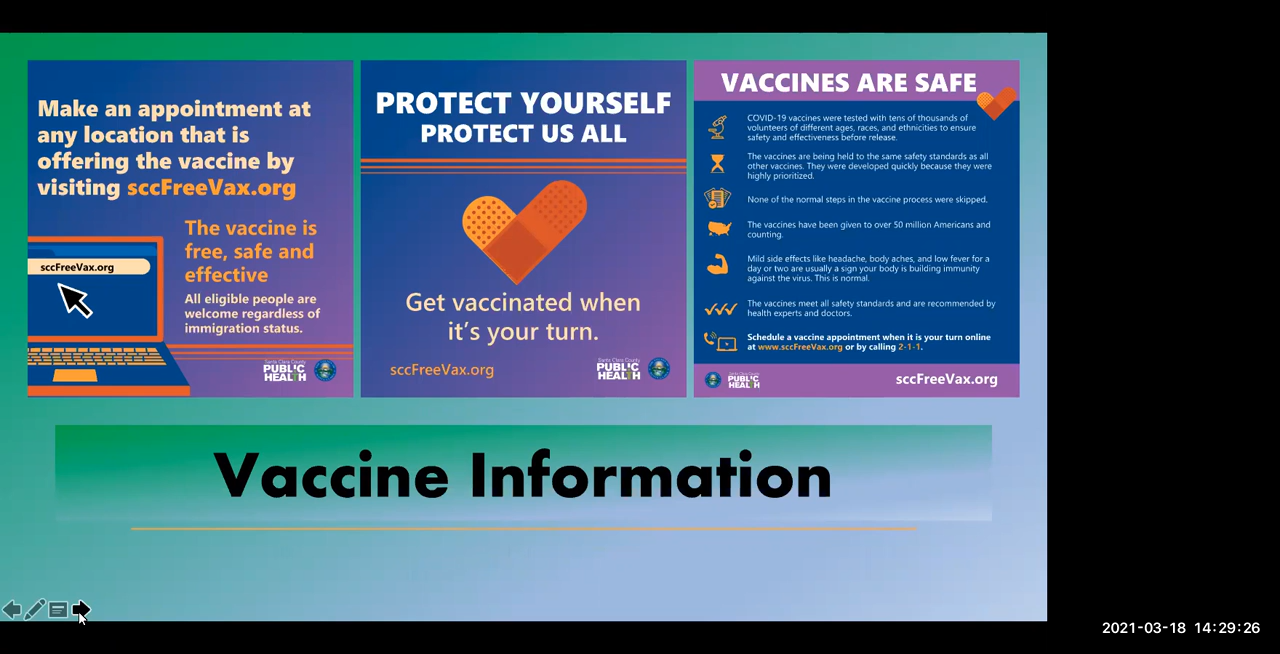 Make an appointment at
any location that is
offering the vaccine by
visiting sccFreeVax.org
The vaccine is
free, safe and
effective
All eligible people are
welcome regardless of
immigration status.
sccFreeVax.org
Santa Clara County
PUBLIC
HEALTH
PROTECT YOURSELF
PROTECT US ALL
Get vaccinated when
it's your turn.
sccFreeVax.org
Santa Clara County
PUBLIC
HEALTH
VACCINES ARE SAFE
COVID-19 vaccines were tested with tens of thousands of
volunteers of different ages, races, and ethnicities to ensure
safety and effectiveness before release.
The vaccines are being held to the same safety standards as all
other vaccines. They were developed quickly because they were
highly prioritized.
None of the normal steps in the vaccine process were skipped.
The vaccines have been given to over 50 million Americans and
counting.
Mild side effects like headache, body aches, and low fever for a
day or two are usually a sign your body is building immunity
against the virus. This is normal.
The vaccines meet all safety standards and are recommended by
health experts and doctors.
Schedule a vaccine appointment when it is your turn online
at www.sccFreeVax.org or by calling 2-1-1.
Santa Clara County
PUBLIC
HEALTH
sccFreeVax.org
Vaccine Information
2021-03-18 14:29:26